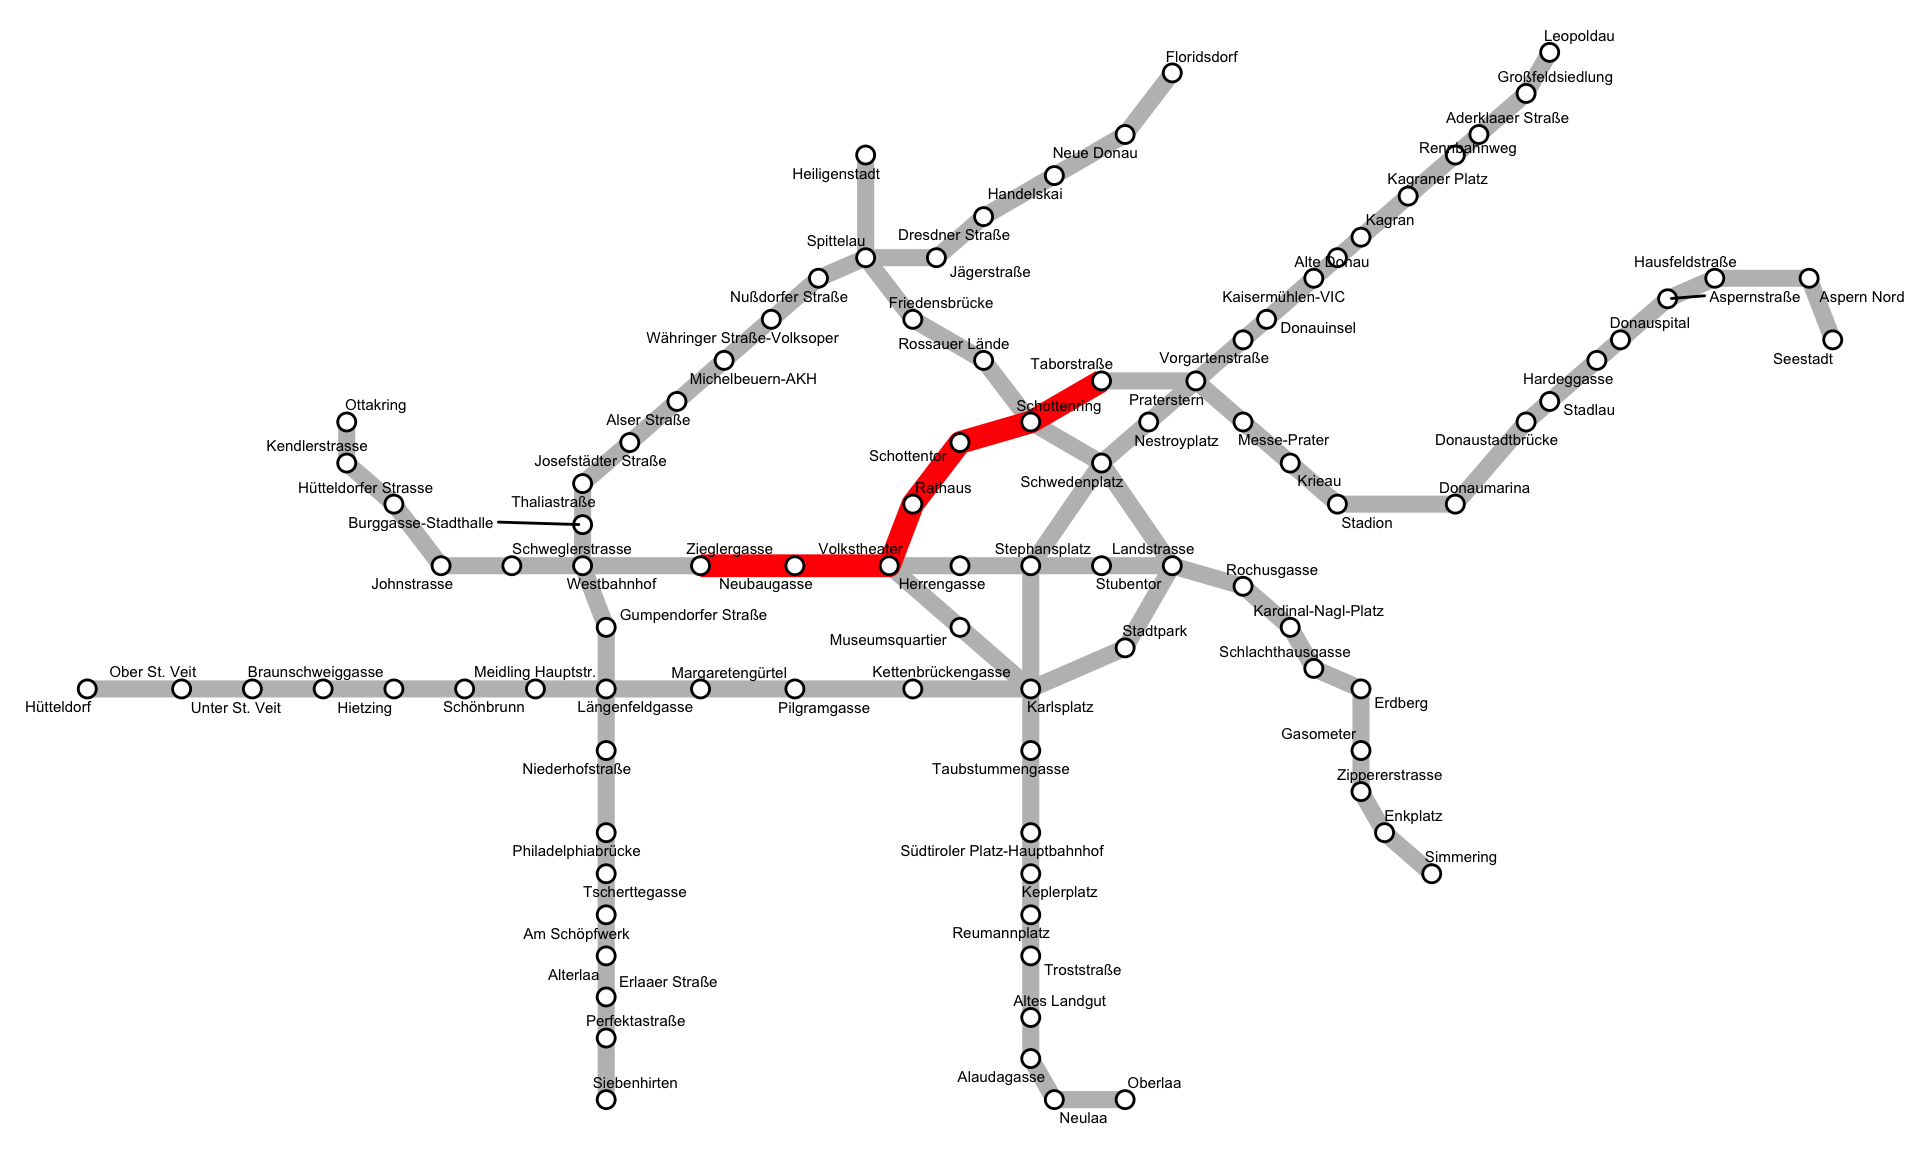 Leopoldau
Floridsdorf
Großfeldsiedlung
Aderklaaer Straße
Rennbahnweg
Neue Donau
Heiligenstadt
Kagraner Platz
Handelskai
Kagran
Dresdner Straße
Spittelau
Alte Donau
Hausfeldstraße
Jägerstraße
Nußdorfer Straße
Kaisermühlen-VIC
Aspernstraße
Aspern Nord
Friedensbrücke
Donauinsel
Donauspital
Währinger Straße-Volksoper
Rossauer Lände
Vorgartenstraße
Seestadt
Taborstraße
Michelbeuern-AKH
Hardeggasse
Ottakring
Praterstern
Schottenring
Stadlau
Alser Straße
Kendlerstrasse
Nestroyplatz
Messe-Prater
Donaustadtbrücke
Schottentor
Josefstädter Straße
Schwedenplatz
Krieau
Hütteldorfer Strasse
Rathaus
Donaumarina
Thaliastraße
Burggasse-Stadthalle
Stadion
Schweglerstrasse
Zieglergasse
Volkstheater
Stephansplatz
Landstrasse
Rochusgasse
Johnstrasse
Westbahnhof
Neubaugasse
Herrengasse
Stubentor
Gumpendorfer Straße
Kardinal-Nagl-Platz
Museumsquartier
Stadtpark
Schlachthausgasse
Ober St. Veit
Braunschweiggasse
Meidling Hauptstr.
Margaretengürtel
Kettenbrückengasse
Hütteldorf
Unter St. Veit
Hietzing
Schönbrunn
Längenfeldgasse
Pilgramgasse
Karlsplatz
Erdberg
Gasometer
Niederhofstraße
Taubstummengasse
Zippererstrasse
Enkplatz
Philadelphiabrücke
Südtiroler Platz-Hauptbahnhof
Simmering
Tscherttegasse
Keplerplatz
Am Schöpfwerk
Reumannplatz
Alterlaa
Erlaaer Straße
Troststraße
Altes Landgut
Perfektastraße
Siebenhirten
Alaudagasse
Oberlaa
Neulaa